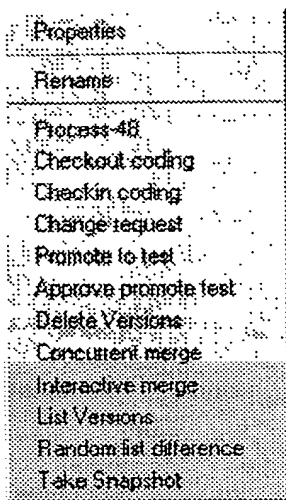 Properties
Rename
Process-4B
Checkout coding
Checkin coding
Change request
Promote to test
Approve promote test
Delete Versions
Concurrent merge
Interactive merge
List Versions
Random list difference
Take Snapshot